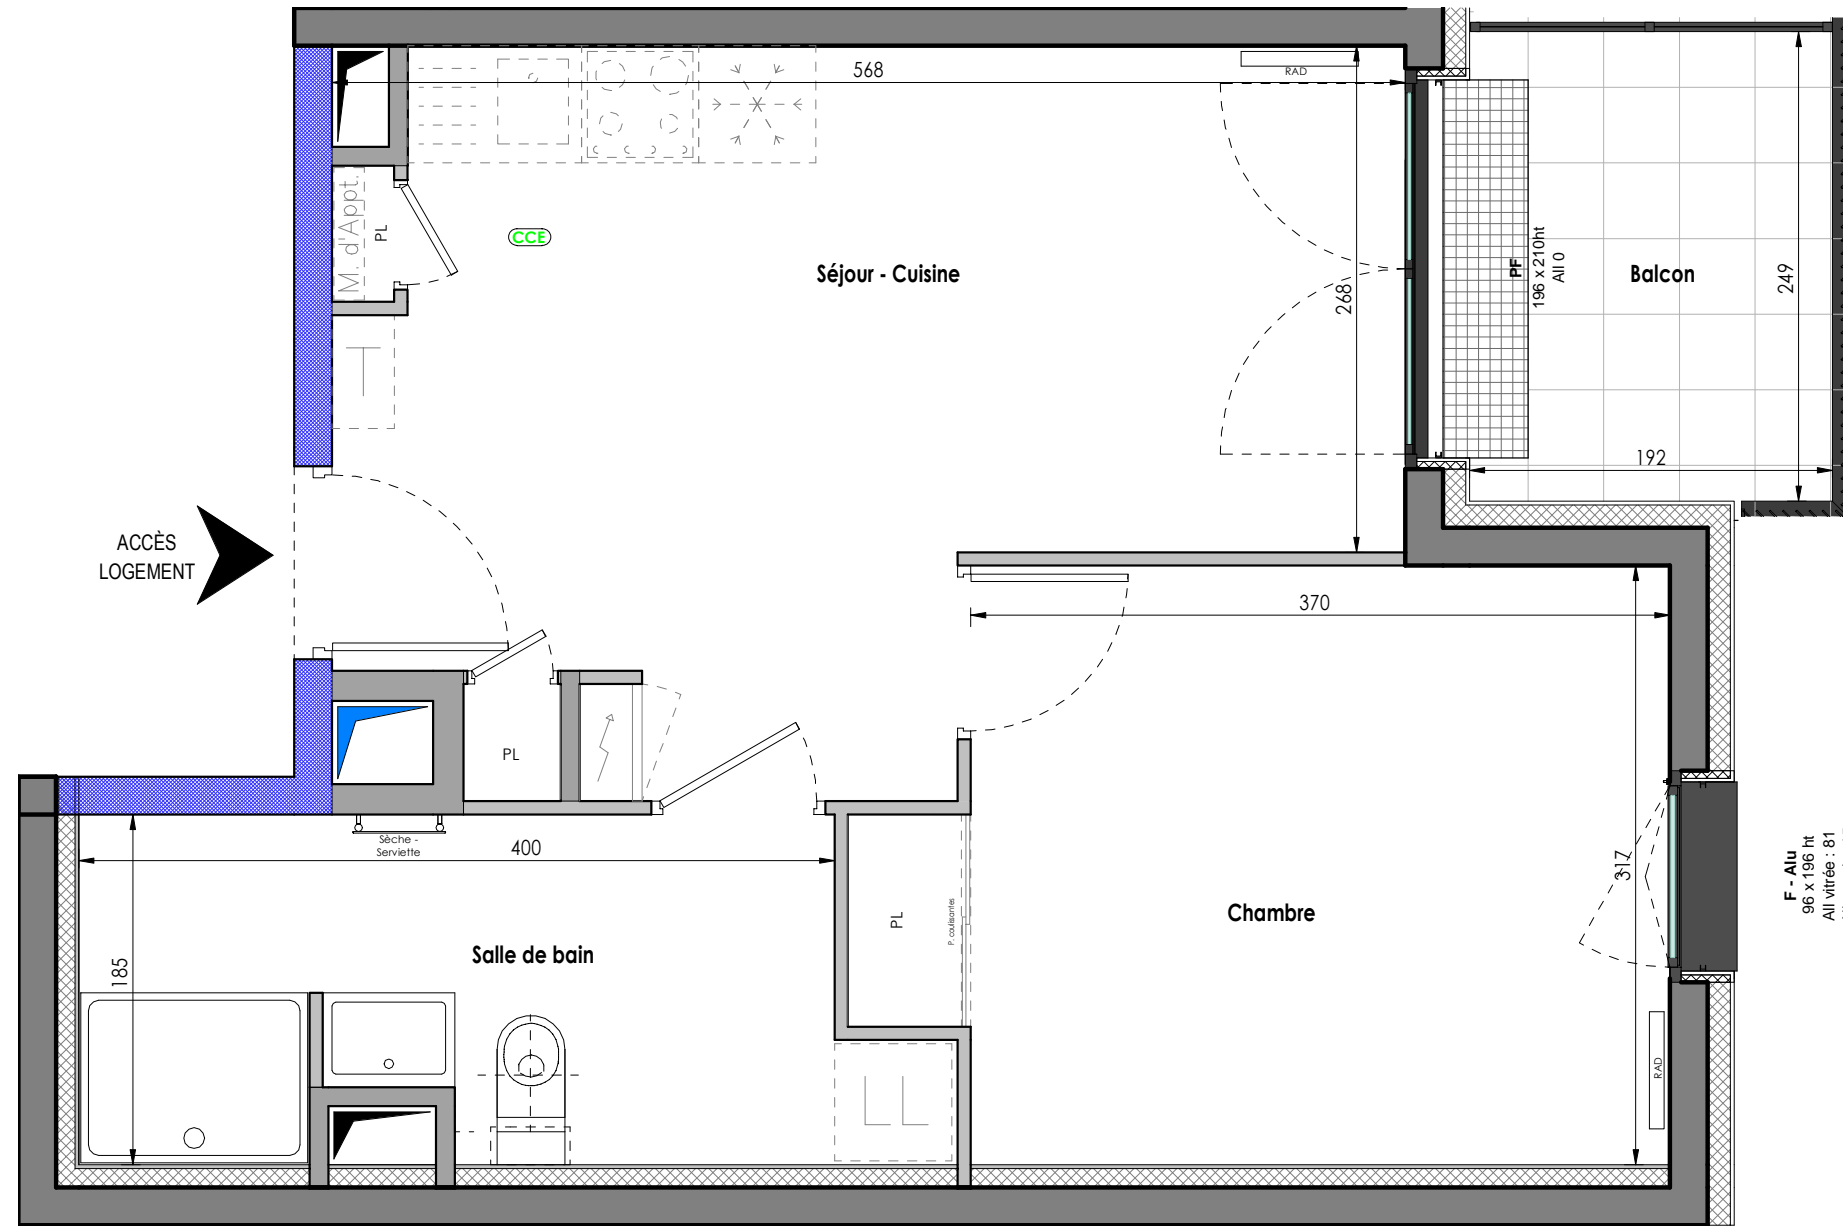 568
RAD
M. d'Appt.
PL
CCE
Séjour - Cuisine
268
PF
196 x 210ht
All 0
Balcon
249
192
T
ACCÈS
LOGEMENT
370
PL
Sèche -
Serviette
400
PL
P. coulissantes
317
Chambre
F - Alu
96 x 196 ht
All vitrée : 81
185
Salle de bain
LL
RAD